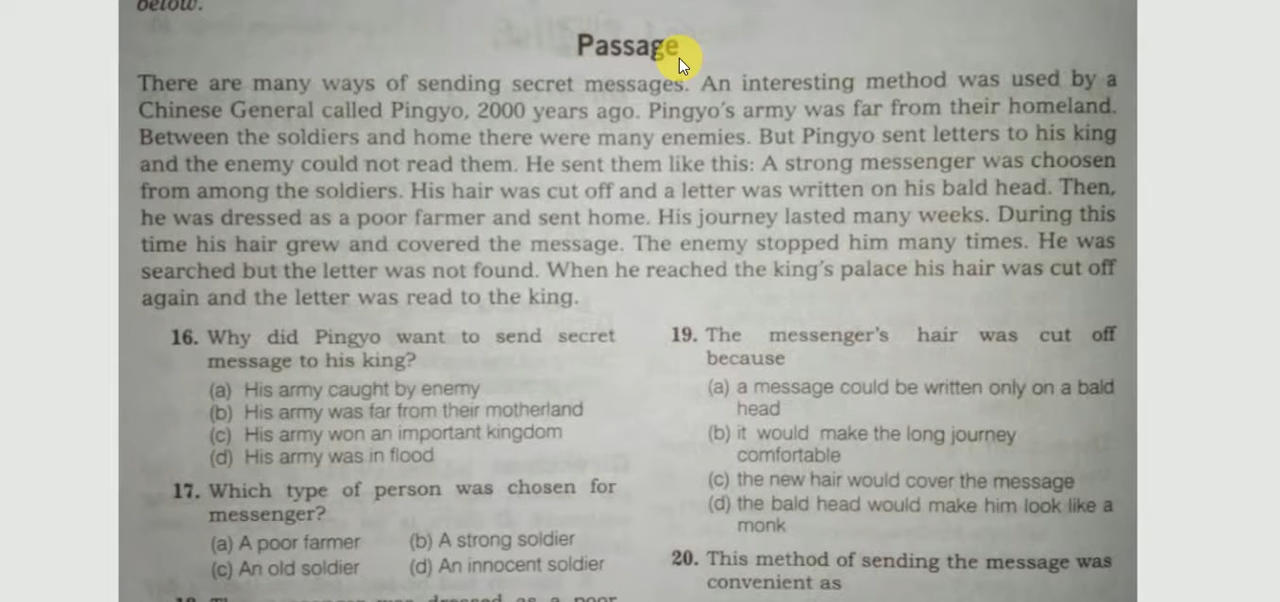 below.
Passage
There are many ways of sending secret messages. An interesting method was used by a
Chinese General called Pingyo, 2000 years ago. Pingyo's army was far from their homeland.
Between the soldiers and home there were many enemies. But Pingyo sent letters to his king
and the enemy could not read them. He sent them like this: A strong messenger was choosen
from among the soldiers. His hair was cut off and a letter was written on his bald head. Then,
he was dressed as a poor farmer and sent home. His journey lasted many weeks. During this
time his hair grew and covered the message. The enemy stopped him many times. He was
searched but the letter was not found. When he reached the king's palace his hair was cut off
again and the letter was read to the king.
16. Why did Pingyo want to send secret
message to his king?
(a) His army caught by enemy
(b) His army was far from their motherland
(c) His army won an important kingdom
(d) His army was in flood
17. Which type of person was chosen for
messenger?
(a) A poor farmer (b) A strong soldier
(c) An old soldier (d) An innocent soldier
dressed as a poor
19. The messenger's hair was cut off
because
(a) a message could be written only on a bald
head
(b) it would make the long journey
comfortable
(c) the new hair would cover the message
(d) the bald head would make him look like a
monk
20. This method of sending the message was
convenient as